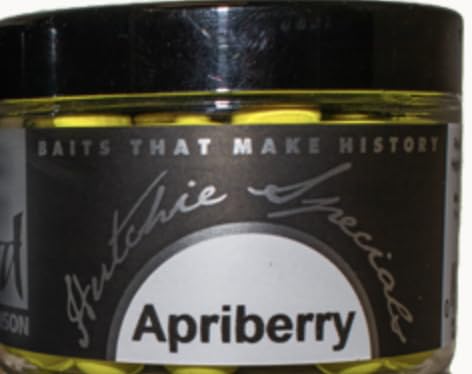 BAITS THAT MAKE HISTORY
Hutchie Specials
Apriberry